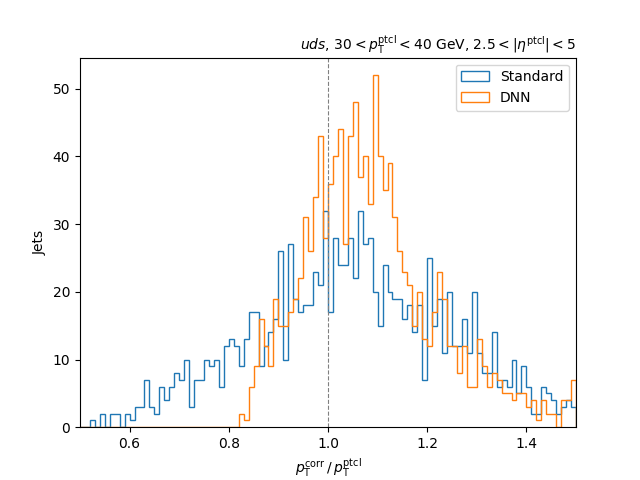 uds, 30 < p_T^ptcl < 40 GeV, 2.5 < |η^ptcl| < 5
Standard
DNN
50
40
30
20
10
0
Jets
0.6 0.8 1.0 1.2 1.4
p_T^corr / p_T^ptcl